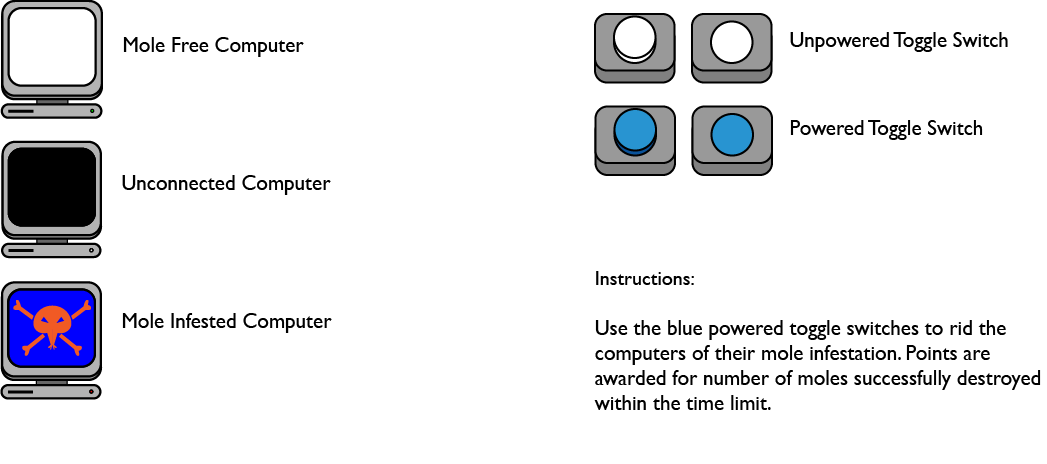 Mole Free Computer
Unconnected Computer
Mole Infested Computer
Unpowered Toggle Switch
Powered Toggle Switch
Instructions:
Use the blue powered toggle switches to rid the
computers of their mole infestation. Points are
awarded for number of moles successfully destroyed
within the time limit.